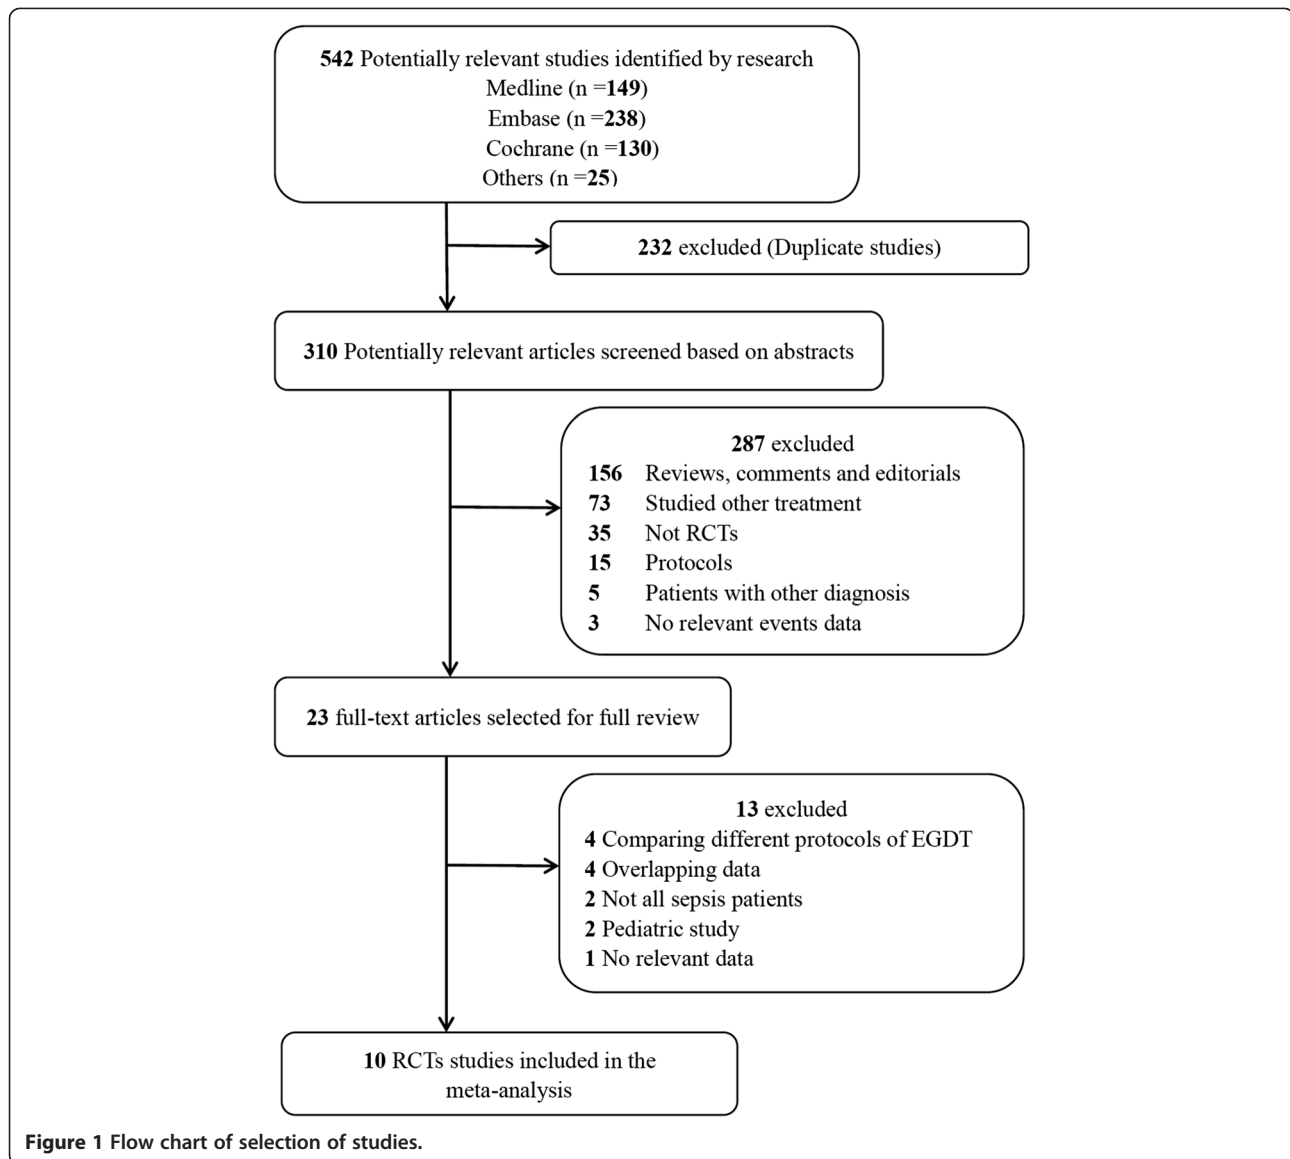 542 Potentially relevant studies identified by research
Medline (n =149)
Embase (n =238)
Cochrane (n =130)
Others (n =25)
232 excluded (Duplicate studies)
310 Potentially relevant articles screened based on abstracts
287 excluded
156 Reviews, comments and editorials
73 Studied other treatment
35 Not RCTs
15 Protocols
5 Patients with other diagnosis
3 No relevant events data
23 full-text articles selected for full review
13 excluded
4 Comparing different protocols of EGDT
4 Overlapping data
2 Not all sepsis patients
2 Pediatric study
1 No relevant data
10 RCTs studies included in the
meta-analysis
Figure 1 Flow chart of selection of studies.